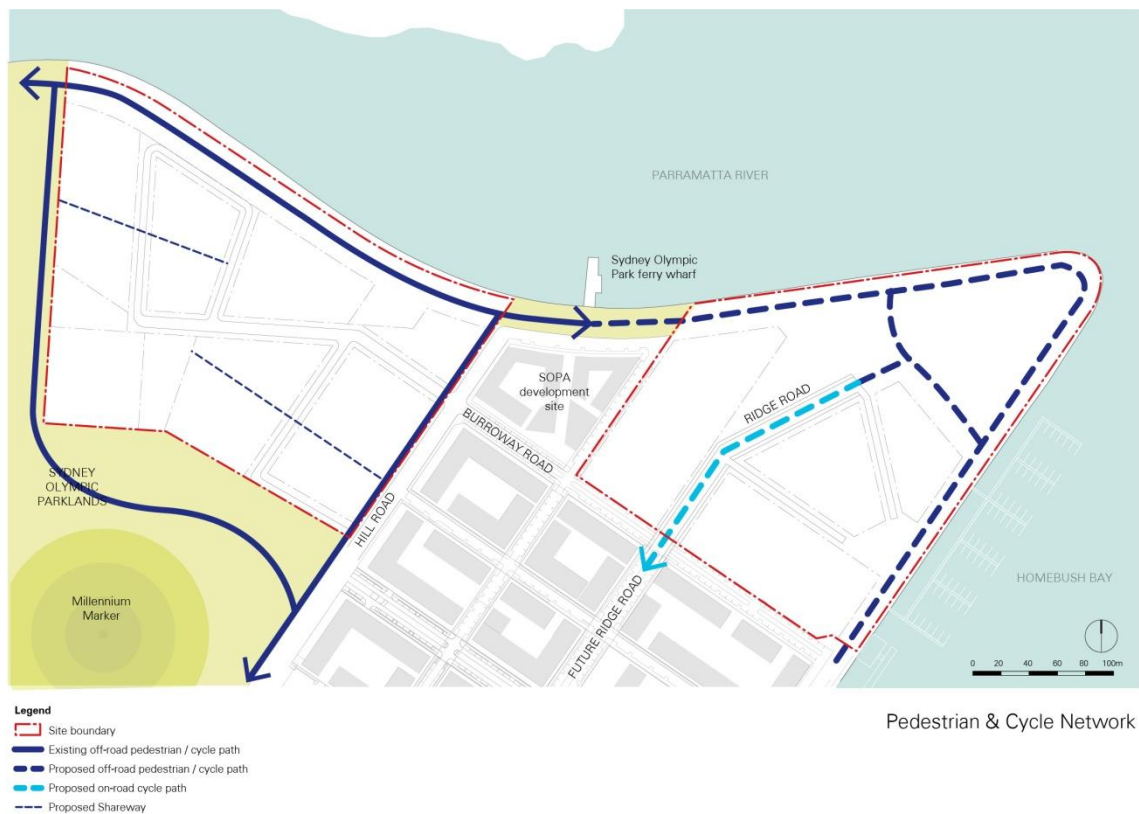 PARRAMATTA RIVER
Sydney Olympic
Park ferry wharf
SOPA
development
site
RIDGE ROAD
BURROWAY ROAD
SYDNEY
OLYMPIC
PARKLANDS
HILL ROAD
HOMEBUSH BAY
Millennium
Marker
FUTURE RIDGE ROAD
0 20 40 60 80 100m
Legend
Site boundary
Existing off-road pedestrian / cycle path
Proposed off-road pedestrian / cycle path
Proposed on-road cycle path
Proposed Shareway
Pedestrian & Cycle Network